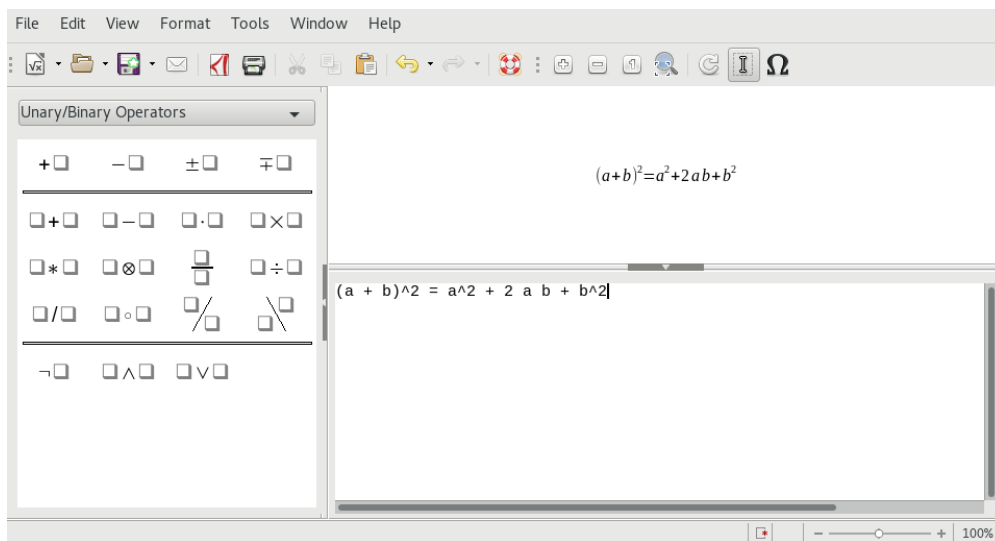 File Edit View Format Tools Window Help
Unary/Binary Operators
+□ −□ ±□ ∓□
□+□ □−□ □·□ □×□
□∗□ □⊗□ □/□ □÷□
□/□ □∘□ □⁄□ □\□
¬□ □∧□ □∨□
(a+b)²=a²+2ab+b²
(a + b)^2 = a^2 + 2 a b + b^2
100%